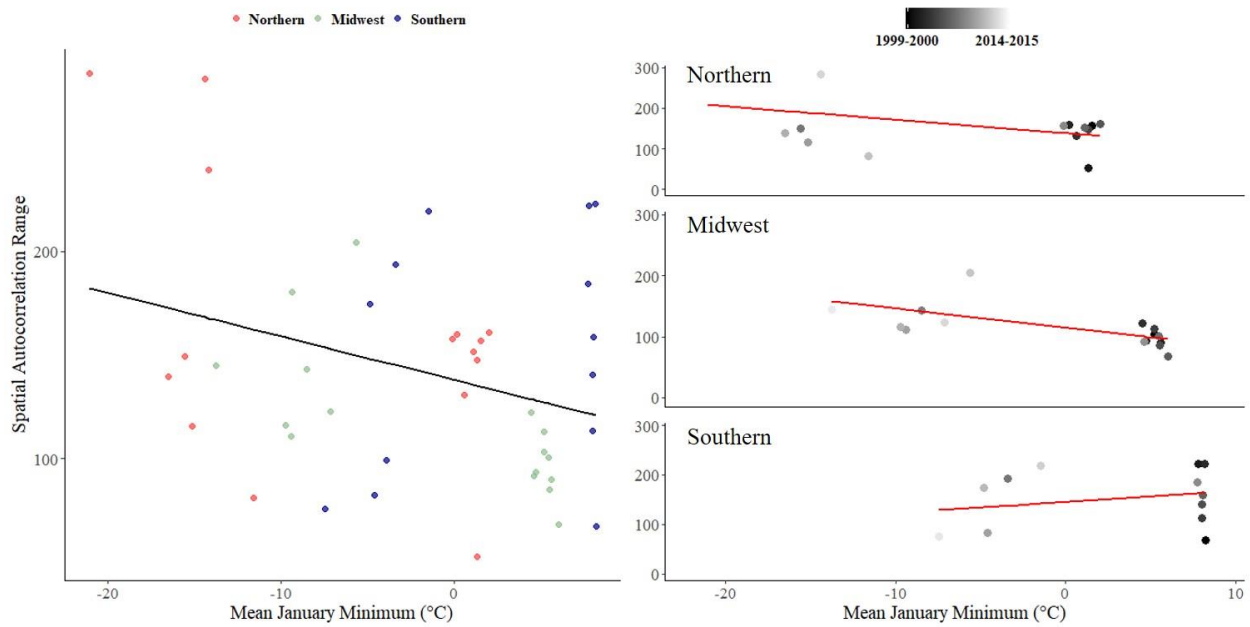 Northern Midwest Southern
Spatial Autocorrelation Range
200
100
-20 -10 0
Mean January Minimum (°C)
1999-2000 2014-2015
Northern
300
200
100
0
Midwest
300
200
100
0
Southern
300
200
100
0
-20 -10 0 10
Mean January Minimum (°C)